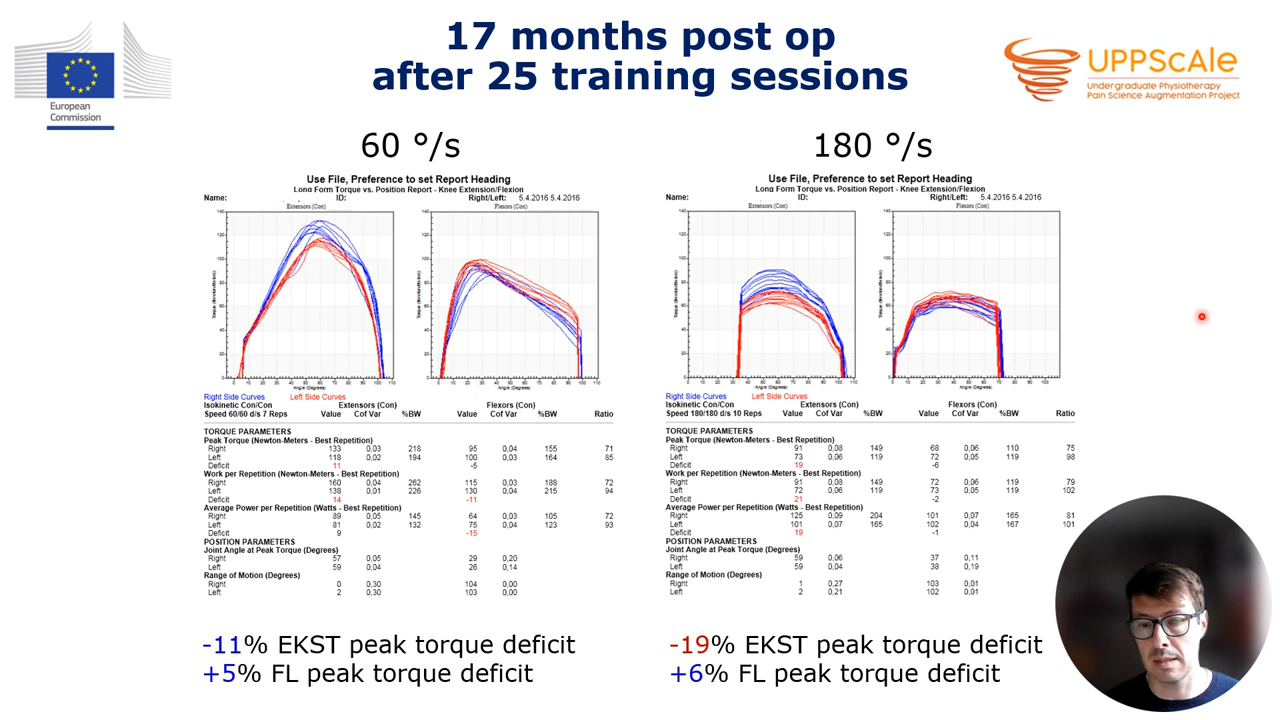 17 months post op
after 25 training sessions
European
Commission
UPPScale
Undergraduate Physiotherapy
Pain Science Augmentation Project
60 °/s
Use File, Preference to set Report Heading
Long Form Torque vs. Position Report - Knee Extension/Flexion
Name: ID: Right/Left: 5.4.2016 5.4.2016
Extensors (Con) Flexors (Con)
Angle (Degrees) Angle (Degrees)
Right Side Curves Left Side Curves
Isokinetic Con/Con Extensors (Con) Flexors (Con)
Speed 60/60 d/s 7 Reps Value Cof Var %BW Value Cof Var %BW Ratio
TORQUE PARAMETERS
Peak Torque (Newton-Meters - Best Repetition)
Right 133 0,03 218 95 0,04 155 71
Left 118 0,02 194 100 0,03 164 85
Deficit 11 -5
Work per Repetition (Newton-Meters - Best Repetition)
Right 160 0,04 262 115 0,03 188 72
Left 138 0,01 226 130 0,04 215 94
Deficit 14 -11
Average Power per Repetition (Watts - Best Repetition)
Right 89 0,05 145 64 0,03 105 72
Left 81 0,02 132 75 0,04 123 93
Deficit 9 -15
POSITION PARAMETERS
Joint Angle at Peak Torque (Degrees)
Right 57 0,05 29 0,20
Left 59 0,04 26 0,14
Range of Motion (Degrees)
Right 0 0,30 104 0,00
Left 2 0,30 103 0,00
-11% EKST peak torque deficit
+5% FL peak torque deficit
180 °/s
Use File, Preference to set Report Heading
Long Form Torque vs. Position Report - Knee Extension/Flexion
Name: ID: Right/Left: 5.4.2016 5.4.2016
Extensors (Con) Flexors (Con)
Angle (Degrees) Angle (Degrees)
Right Side Curves Left Side Curves
Isokinetic Con/Con Extensors (Con) Flexors (Con)
Speed 180/180 d/s 10 Reps Value Cof Var %BW Value Cof Var %BW Ratio
TORQUE PARAMETERS
Peak Torque (Newton-Meters - Best Repetition)
Right 91 0,08 149 68 0,06 110 75
Left 73 0,06 119 72 0,05 119 98
Deficit 19 -6
Work per Repetition (Newton-Meters - Best Repetition)
Right 91 0,08 149 72 0,06 119 79
Left 72 0,06 119 73 0,05 119 102
Deficit 21 -2
Average Power per Repetition (Watts - Best Repetition)
Right 125 0,09 204 101 0,07 165 81
Left 101 0,07 165 102 0,04 167 101
Deficit 19 -1
POSITION PARAMETERS
Joint Angle at Peak Torque (Degrees)
Right 59 0,06 37 0,11
Left 59 0,04 38 0,19
Range of Motion (Degrees)
Right 1 0,27 103 0,01
Left 2 0,21 102 0,01
-19% EKST peak torque deficit
+6% FL peak torque deficit